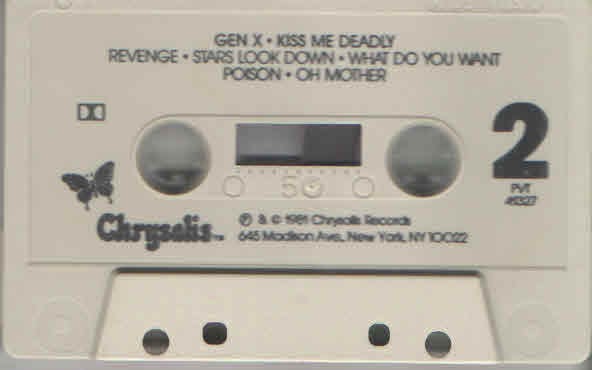 GEN X • KISS ME DEADLY
REVENGE • STARS LOOK DOWN • WHAT DO YOU WANT
POISON • OH MOTHER
2
PVT
50
Chrysalis™
℗ & © 1981 Chrysalis Records
645 Madison Ave., New York, NY 10022